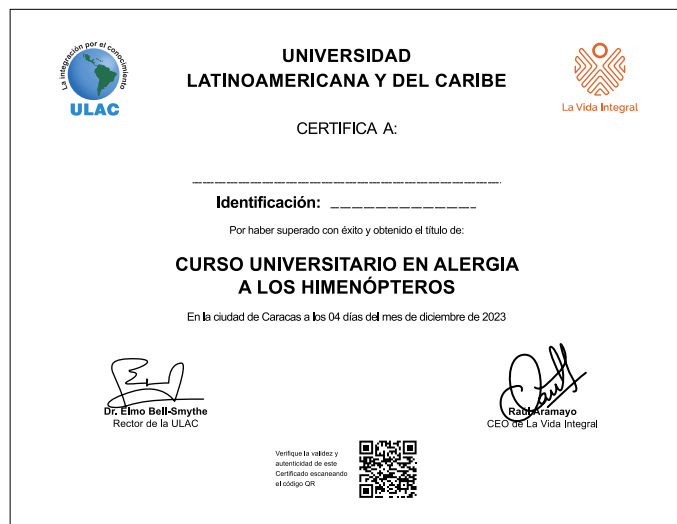 La integración por el conocimiento
ULAC
UNIVERSIDAD
LATINOAMERICANA Y DEL CARIBE
La Vida Integral
CERTIFICA A:
Identificación:
Por haber superado con éxito y obtenido el título de:
CURSO UNIVERSITARIO EN ALERGIA
A LOS HIMENÓPTEROS
En la ciudad de Caracas a los 04 días del mes de diciembre de 2023
Dr. Elmo Bell-Smythe
Rector de la ULAC
Raúl Aramayo
CEO de La Vida Integral
Verifique la validez y
autenticidad de este
Certificado escaneando
el código QR